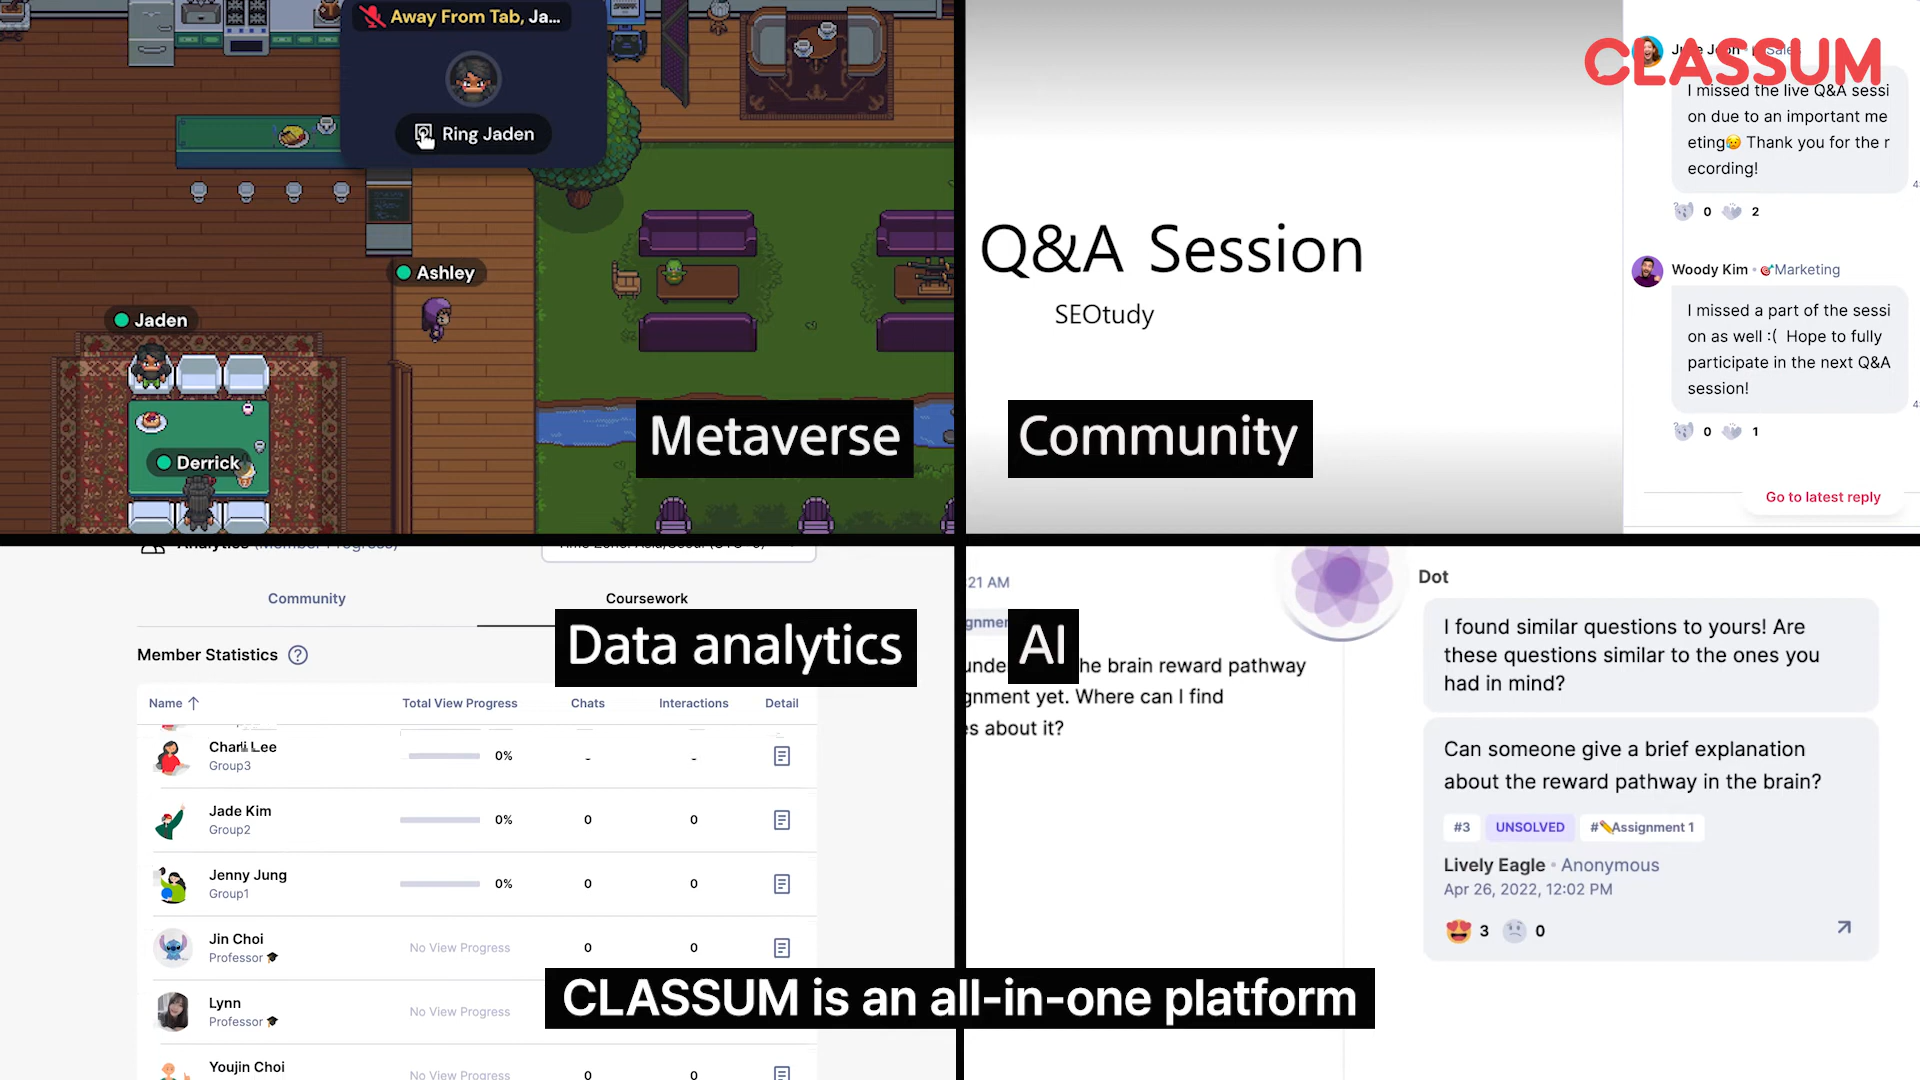 Away From Tab, Ja...
Ring Jaden
Ashley
Jaden
Derrick
Metaverse
CLASSUM
Q&A Session
SEOtudy
Community
I missed the live Q&A sessi
on due to an important me
eting😥 Thank you for the r
ecording!
0 2
Woody Kim • 🎯Marketing
I missed a part of the sessi
on as well :( Hope to fully
participate in the next Q&A
session!
0 1
Go to latest reply
Community
Coursework
Data analytics
Member Statistics ?
Name ↑ Total View Progress Chats Interactions Detail
Charli Lee
Group3
0% - -
Jade Kim
Group2
0% 0 0
Jenny Jung
Group1
0% 0 0
Jin Choi
Professor 🎓
No View Progress 0 0
Lynn
Professor 🎓
No View Progress
Youjin Choi
No View Progress 0 0
:21 AM
AI
he brain reward pathway
gnment yet. Where can I find
s about it?
Dot
I found similar questions to yours! Are
these questions similar to the ones you
had in mind?
Can someone give a brief explanation
about the reward pathway in the brain?
#3 UNSOLVED #✏️Assignment 1
Lively Eagle • Anonymous
Apr 26, 2022, 12:02 PM
😍 3 0
CLASSUM is an all-in-one platform